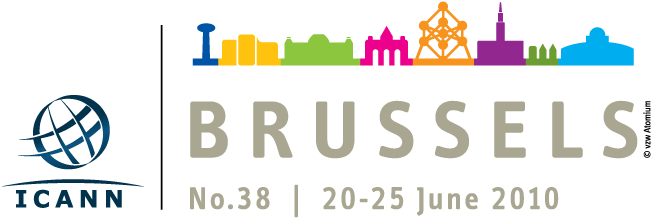 ICANN
BRUSSELS
No.38 | 20-25 June 2010
© vzw Atomium